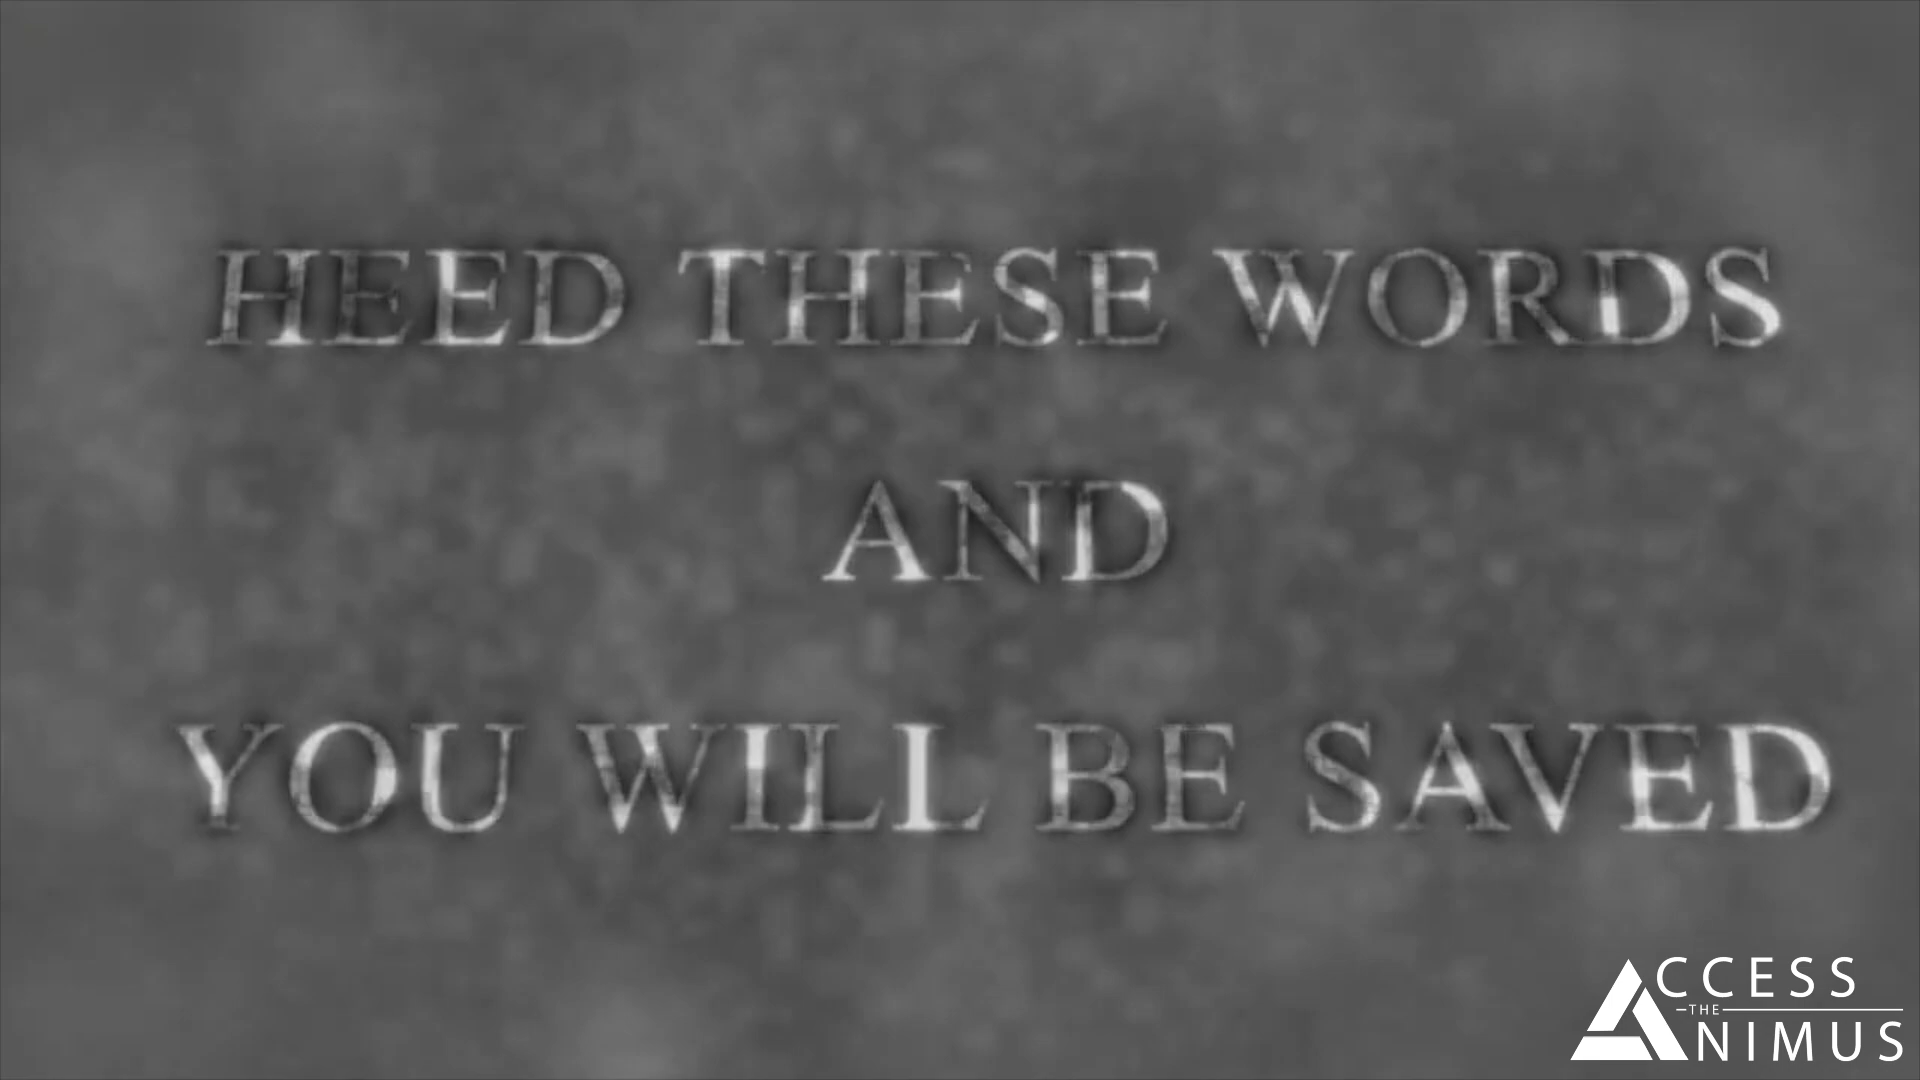 HEED THESE WORDS
AND
YOU WILL BE SAVED
ACCESS
THE
ANIMUS